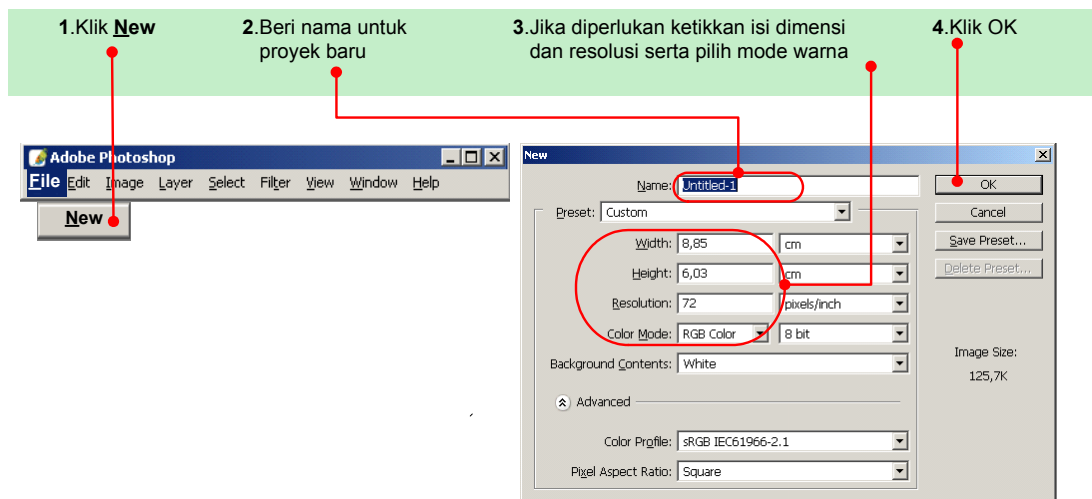 1.Klik New
2.Beri nama untuk
proyek baru
3.Jika diperlukan ketikkan isi dimensi
dan resolusi serta pilih mode warna
4.Klik OK
Adobe Photoshop
File Edit Image Layer Select Filter View Window Help
New
New
Name: Untitled-1
OK
Preset: Custom
Cancel
Width: 8,85 cm
Save Preset...
Height: 6,03 cm
Delete Preset...
Resolution: 72 pixels/inch
Color Mode: RGB Color 8 bit
Background Contents: White
Image Size:
125,7K
Advanced
Color Profile: sRGB IEC61966-2.1
Pixel Aspect Ratio: Square